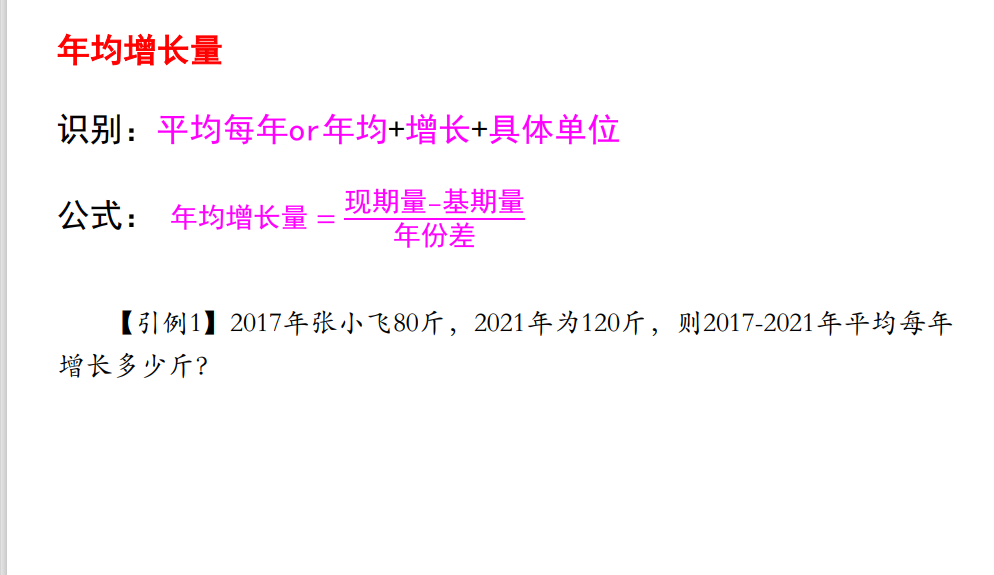 年均增长量
识别：平均每年or年均+增长+具体单位
公式： 年均增长量 = 现期量-基期量
年份差
【引例1】2017年张小飞80斤，2021年为120斤，则2017-2021年平均每年
增长多少斤？